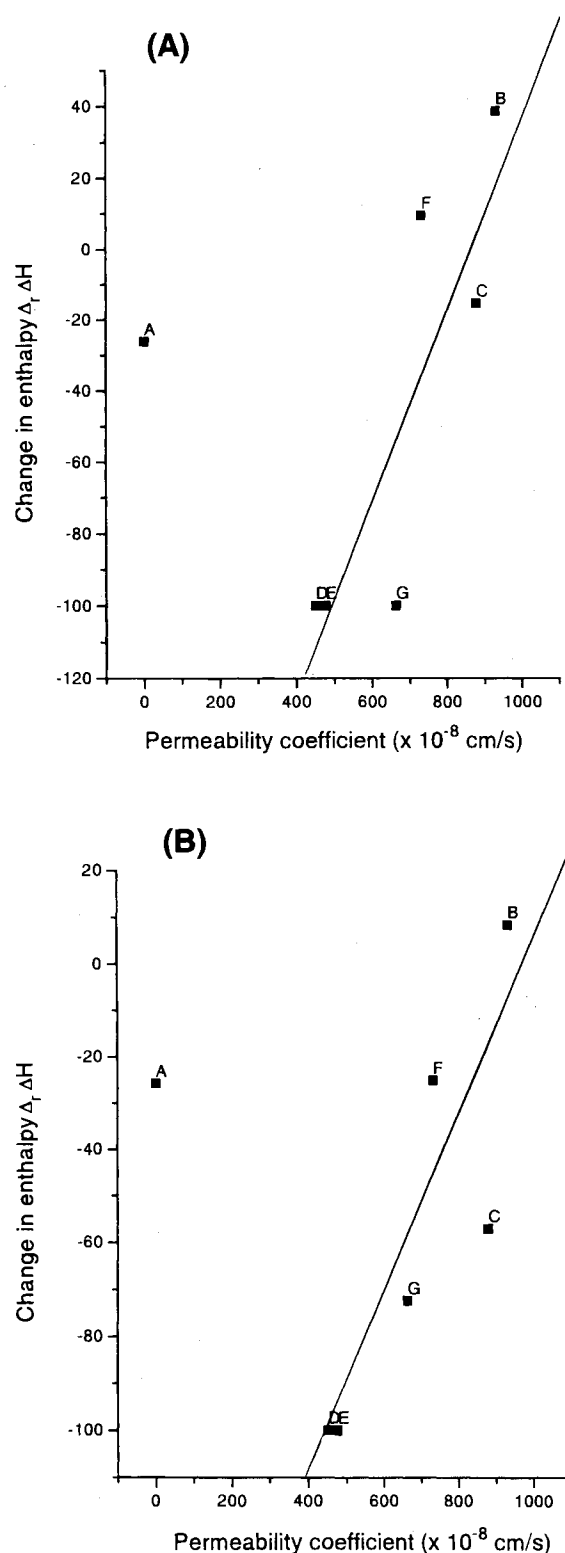 (A)
40
20
0
-20
-40
-60
-80
-100
-120
Change in enthalpy Δr ΔH
A
B
F
C
DE
G
0 200 400 600 800 1000
Permeability coefficient (x 10-8 cm/s)
(B)
20
0
-20
-40
-60
-80
-100
Change in enthalpy Δr ΔH
A
B
F
C
G
DE
0 200 400 600 800 1000
Permeability coefficient (x 10-8 cm/s)